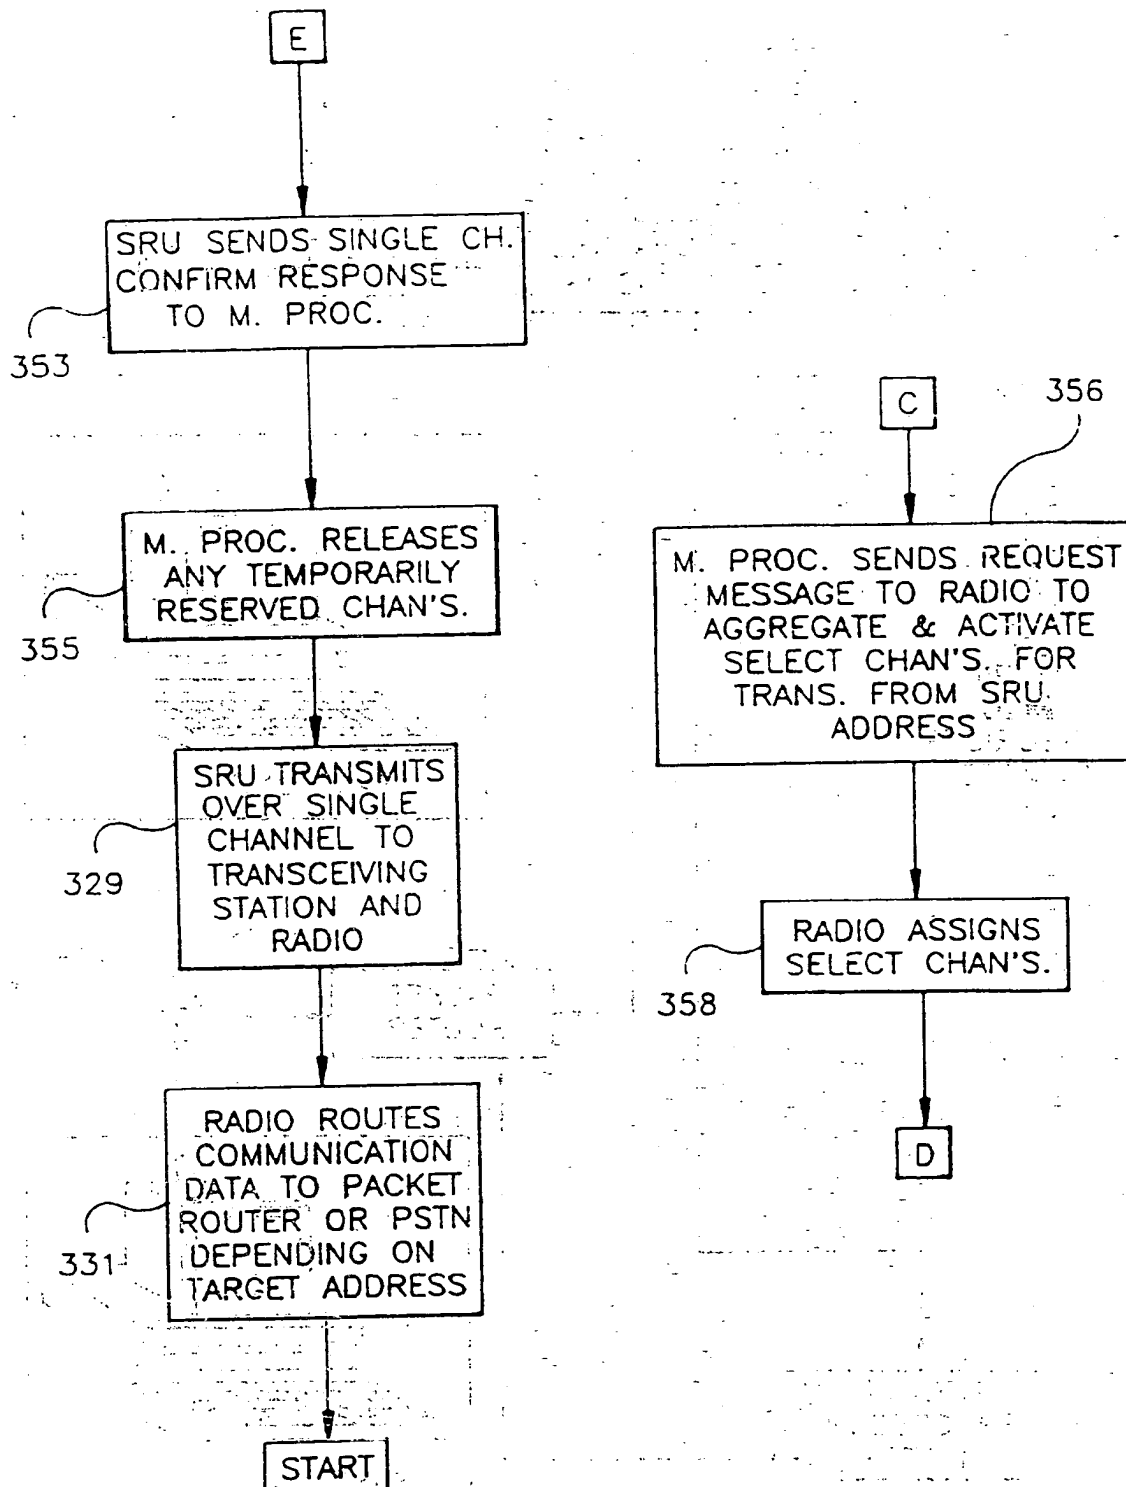 E
SRU SENDS SINGLE CH.
CONFIRM RESPONSE
TO M. PROC.
353
M. PROC. RELEASES
ANY TEMPORARILY
RESERVED CHAN'S.
355
SRU TRANSMITS
OVER SINGLE
CHANNEL TO
TRANSCEIVING
STATION AND
RADIO
329
RADIO ROUTES
COMMUNICATION
DATA TO PACKET
ROUTER OR PSTN
DEPENDING ON
TARGET ADDRESS
331
START
C
356
M. PROC. SENDS REQUEST
MESSAGE TO RADIO TO
AGGREGATE & ACTIVATE
SELECT CHAN'S. FOR
TRANS. FROM SRU
ADDRESS
RADIO ASSIGNS
SELECT CHAN'S.
358
D